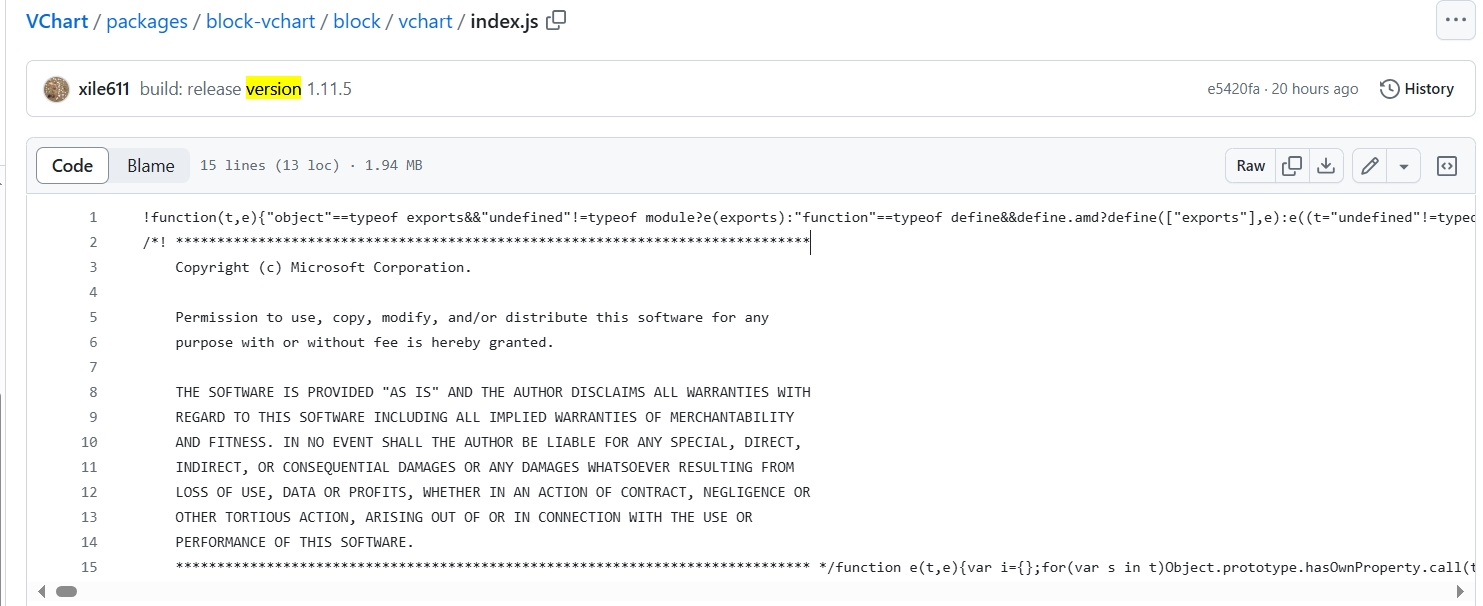 VChart / packages / block-vchart / block / vchart / index.js
xile611 build: release version 1.11.5 e5420fa · 20 hours ago History
Code Blame 15 lines (13 loc) · 1.94 MB Raw
1 !function(t,e){"object"==typeof exports&&"undefined"!=typeof module?e(exports):"function"==typeof define&&define.amd?define(["exports"],e):e((t="undefined"!=typeo
2 /*! *****************************************************************************
3 Copyright (c) Microsoft Corporation.
4
5 Permission to use, copy, modify, and/or distribute this software for any
6 purpose with or without fee is hereby granted.
7
8 THE SOFTWARE IS PROVIDED "AS IS" AND THE AUTHOR DISCLAIMS ALL WARRANTIES WITH
9 REGARD TO THIS SOFTWARE INCLUDING ALL IMPLIED WARRANTIES OF MERCHANTABILITY
10 AND FITNESS. IN NO EVENT SHALL THE AUTHOR BE LIABLE FOR ANY SPECIAL, DIRECT,
11 INDIRECT, OR CONSEQUENTIAL DAMAGES OR ANY DAMAGES WHATSOEVER RESULTING FROM
12 LOSS OF USE, DATA OR PROFITS, WHETHER IN AN ACTION OF CONTRACT, NEGLIGENCE OR
13 OTHER TORTIOUS ACTION, ARISING OUT OF OR IN CONNECTION WITH THE USE OR
14 PERFORMANCE OF THIS SOFTWARE.
15 ***************************************************************************** */function e(t,e){var i={};for(var s in t)Object.prototype.hasOwnProperty.call(t